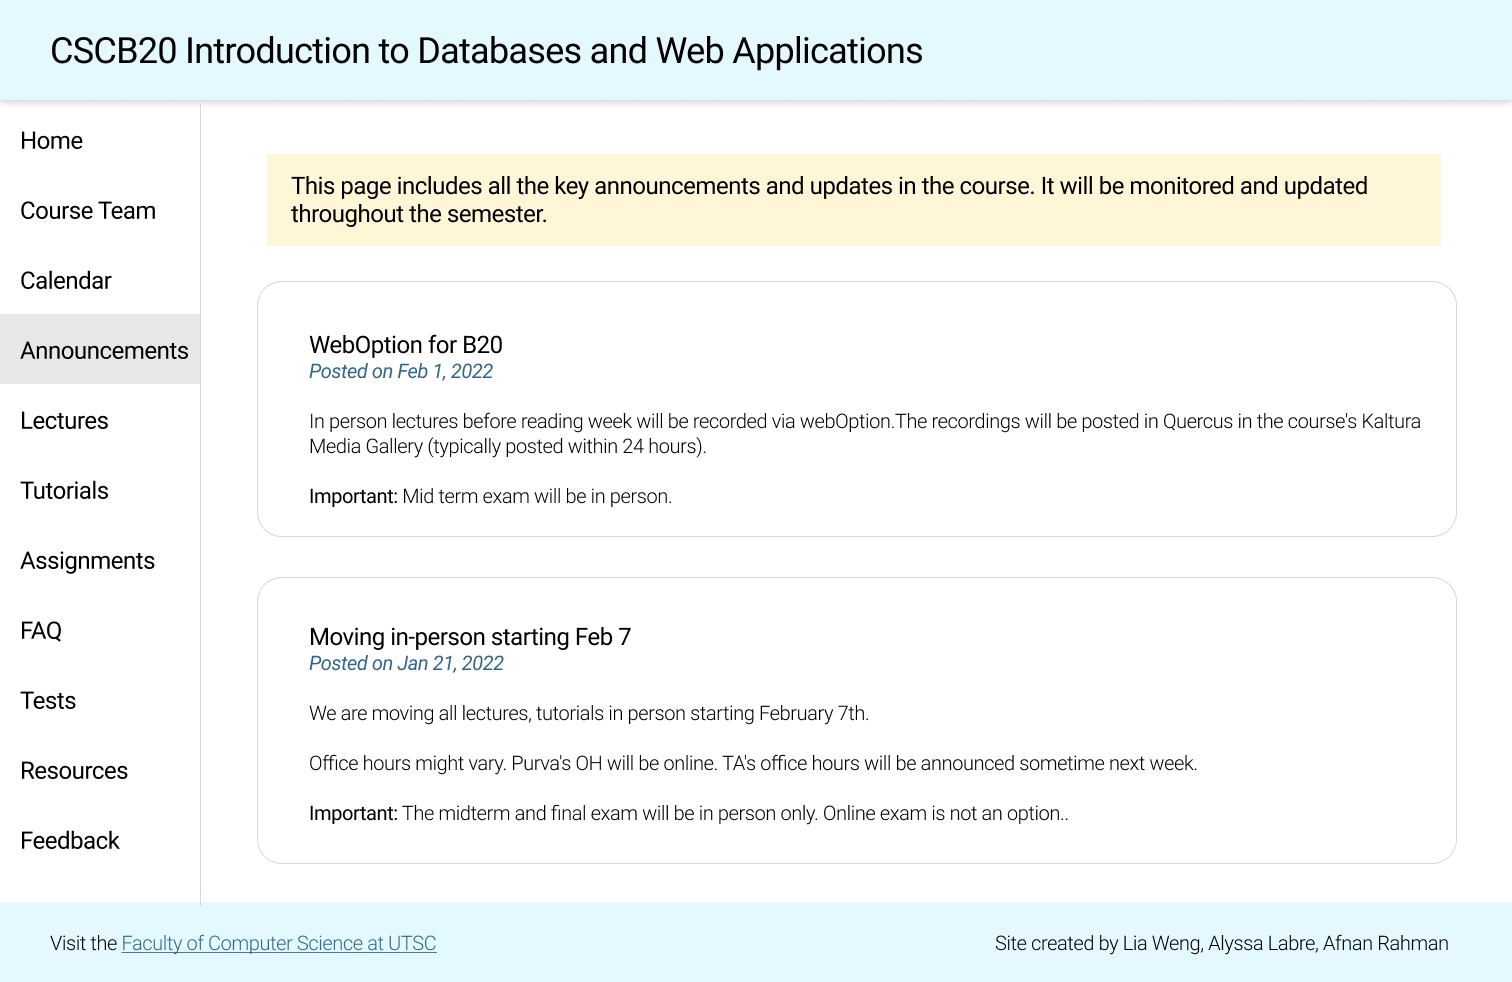 CSCB20 Introduction to Databases and Web Applications
Home
Course Team
Calendar
Announcements
Lectures
Tutorials
Assignments
FAQ
Tests
Resources
Feedback
This page includes all the key announcements and updates in the course. It will be monitored and updated
throughout the semester.
WebOption for B20
Posted on Feb 1, 2022
In person lectures before reading week will be recorded via webOption.The recordings will be posted in Quercus in the course's Kaltura
Media Gallery (typically posted within 24 hours).
Important: Mid term exam will be in person.
Moving in-person starting Feb 7
Posted on Jan 21, 2022
We are moving all lectures, tutorials in person starting February 7th.
Office hours might vary. Purva's OH will be online. TA's office hours will be announced sometime next week.
Important: The midterm and final exam will be in person only. Online exam is not an option..
Visit the Faculty of Computer Science at UTSC
Site created by Lia Weng, Alyssa Labre, Afnan Rahman